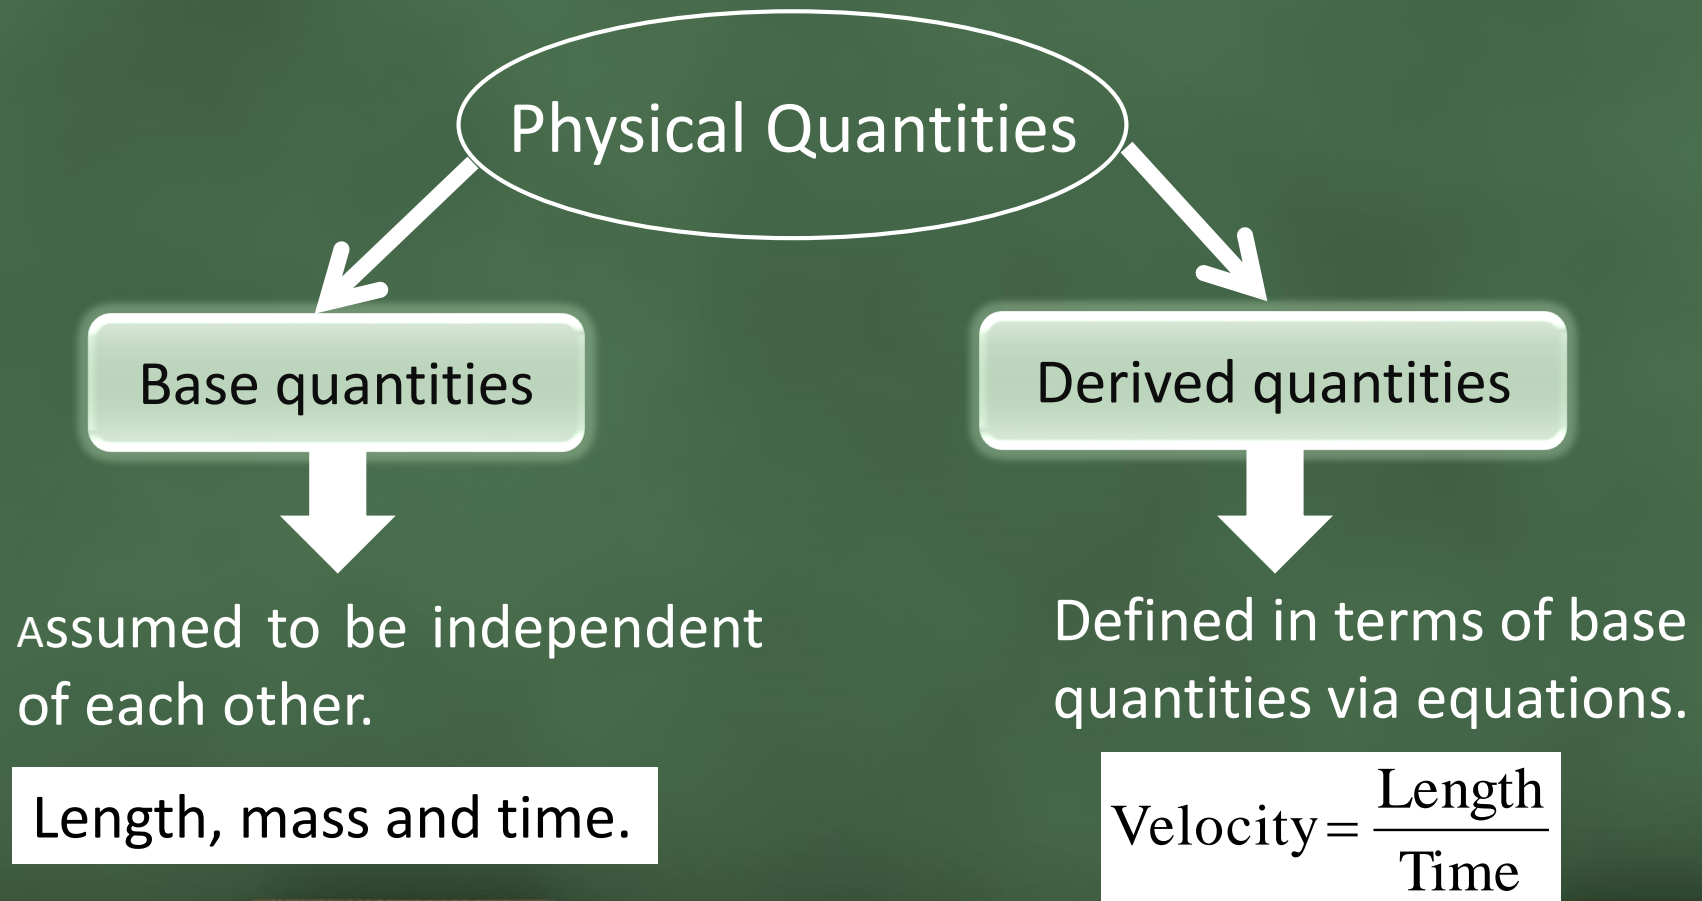 Physical Quantities
Base quantities
Assumed to be independent
of each other.
Length, mass and time.
Derived quantities
Defined in terms of base
quantities via equations.
Velocity = Length / Time